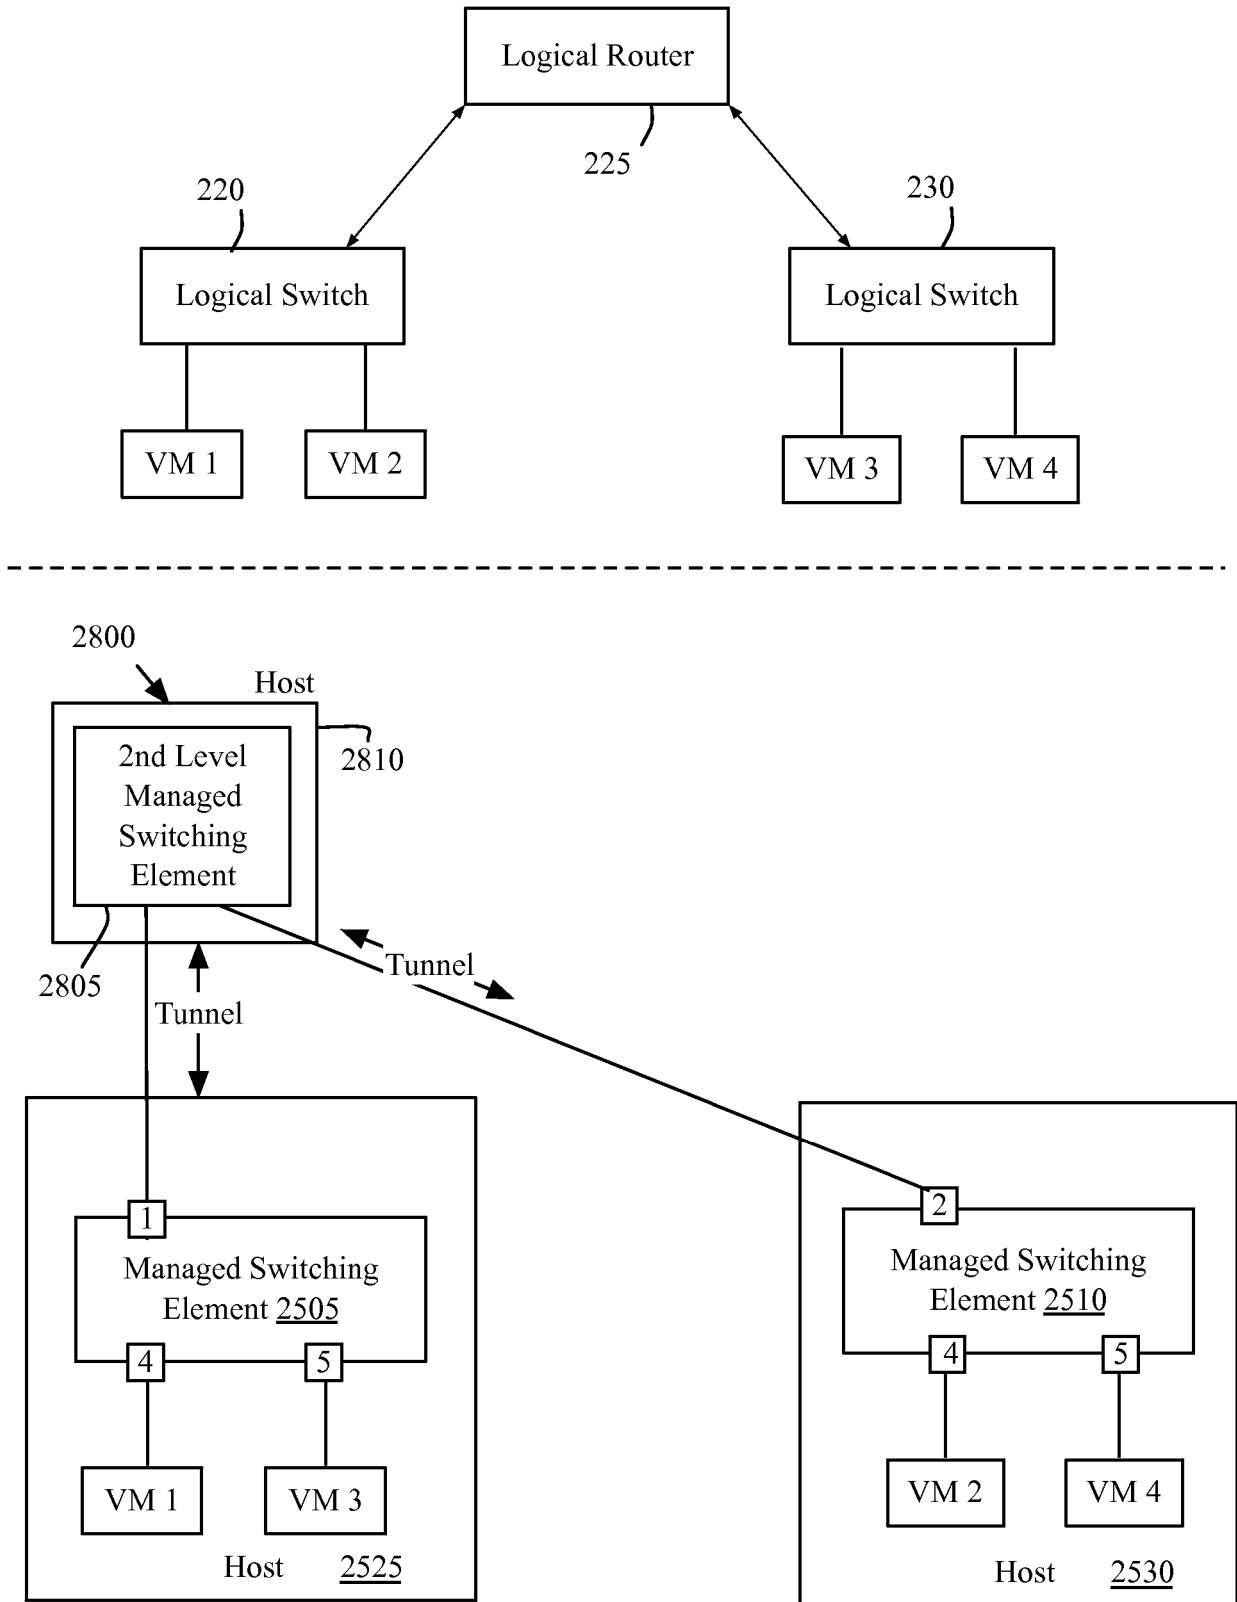 Logical Router
225
220
230
Logical Switch
Logical Switch
VM 1
VM 2
VM 3
VM 4
2800
Host
2810
2nd Level
Managed
Switching
Element
2805
Tunnel
Tunnel
1
Managed Switching
Element 2505
4
5
VM 1
VM 3
Host 2525
2
Managed Switching
Element 2510
4
5
VM 2
VM 4
Host 2530